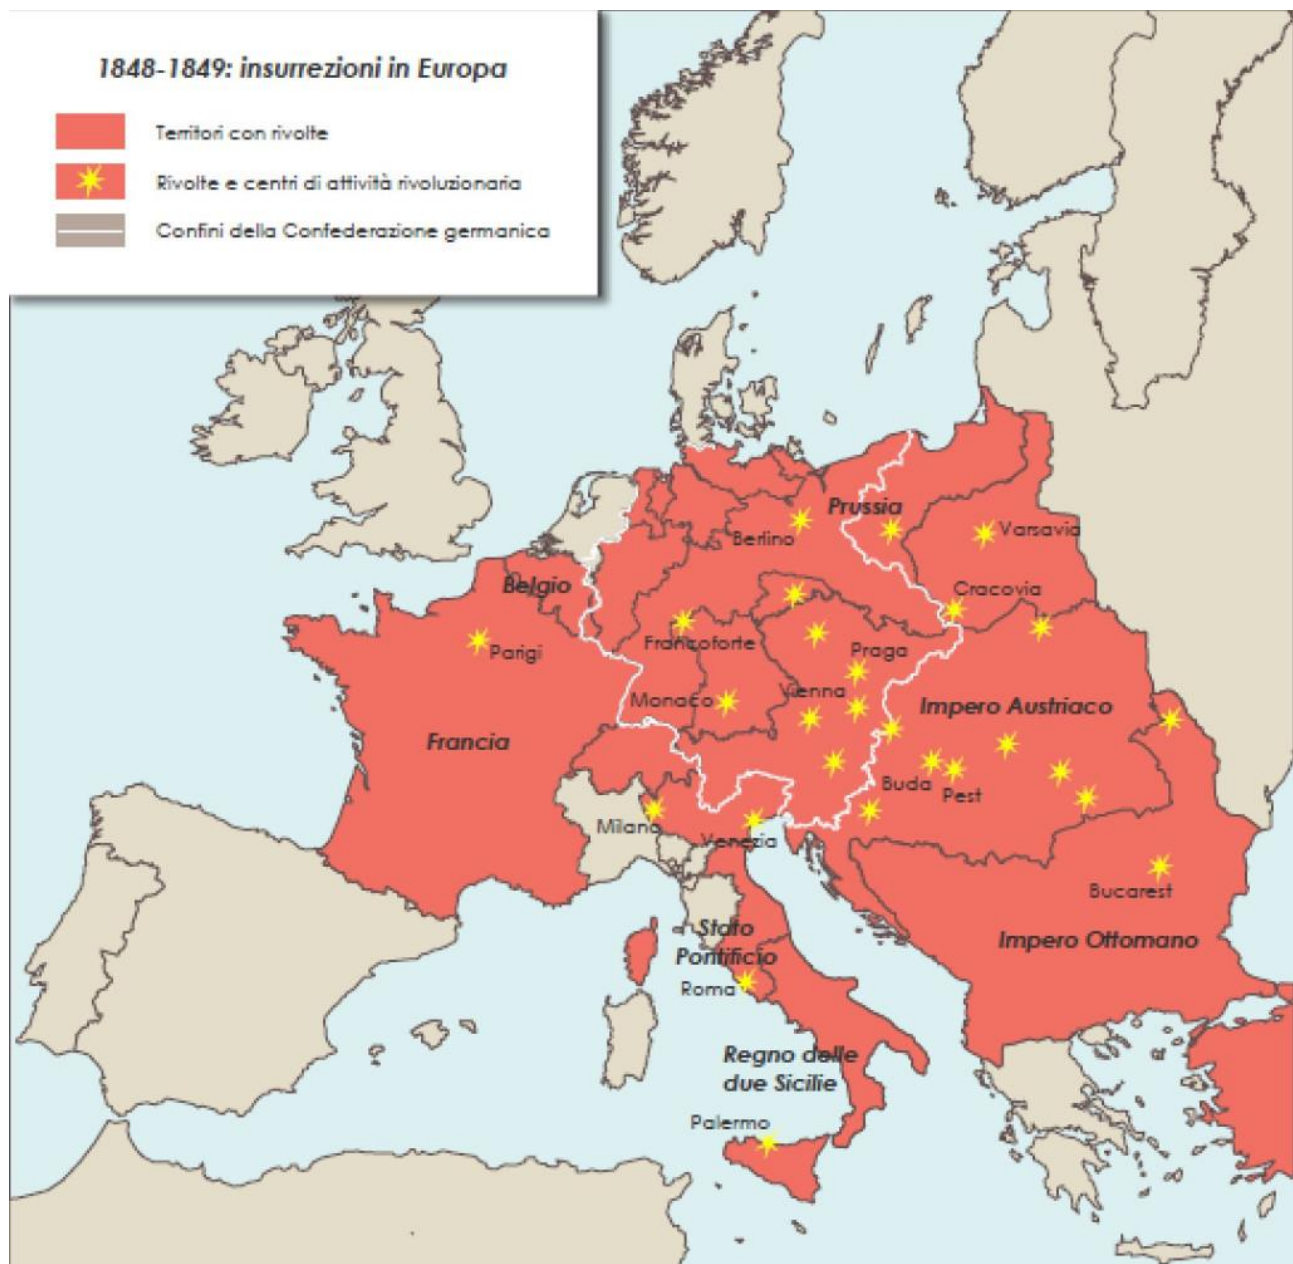 1848-1849: insurrezioni in Europa
Territori con rivolte
Rivolte e centri di attività rivoluzionaria
Confini della Confederazione germanica
Prussia
Berlino
Varsavia
Belgio
Cracovia
Parigi
Francoforte
Praga
Monaco
Vienna
Impero Austriaco
Francia
Buda
Pest
Milano
Venezia
Bucarest
Stato
Pontificio
Impero Ottomano
Roma
Regno delle
due Sicilie
Palermo